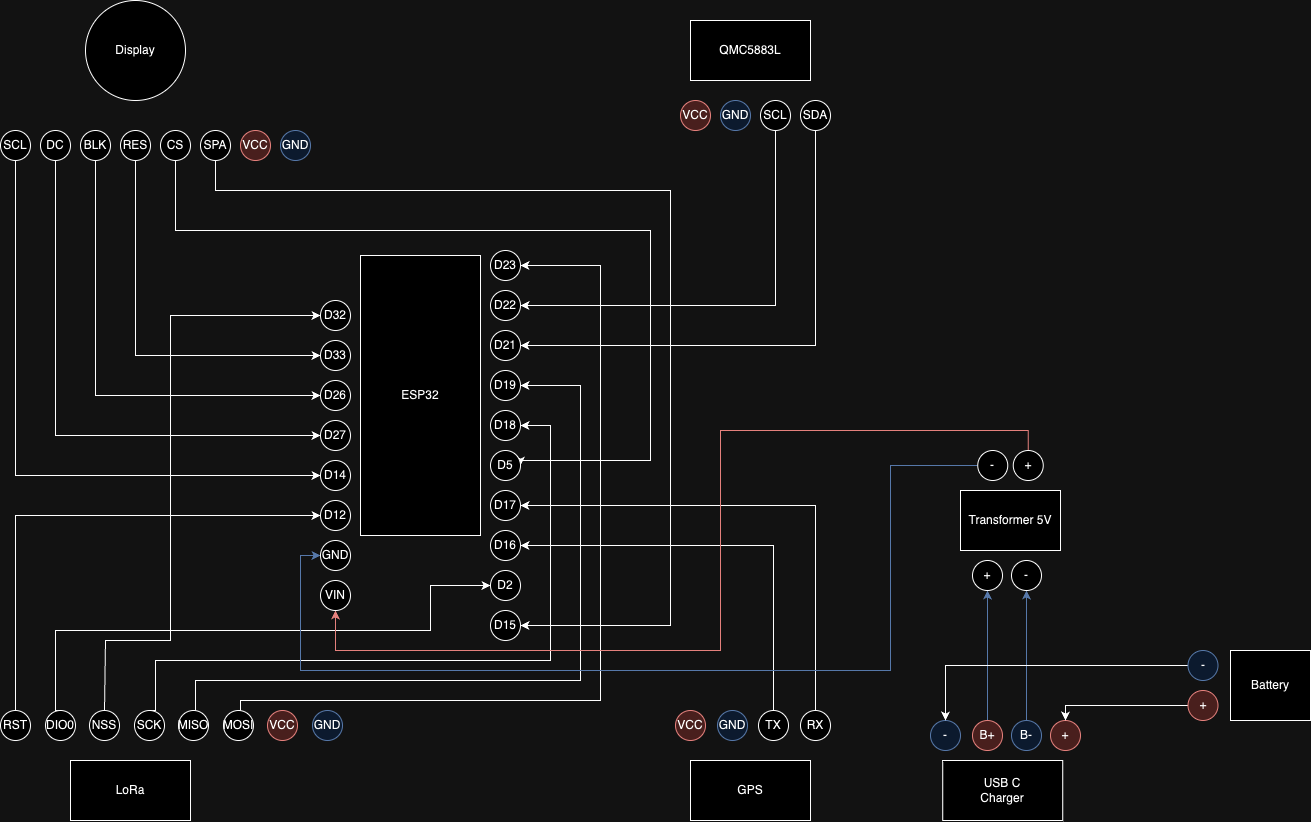 Display
QMC5883L
VCC
GND
SCL
SDA
SCL
DC
BLK
RES
CS
SPA
VCC
GND
D23
D22
D21
D19
D18
D5
D17
D16
D2
D15
D32
D33
D26
D27
D14
D12
GND
VIN
ESP32
-
+
Transformer 5V
+
-
-
+
Battery
RST
DIO0
NSS
SCK
MISO
MOSI
VCC
GND
VCC
GND
TX
RX
-
B+
B-
+
LoRa
GPS
USB C
Charger